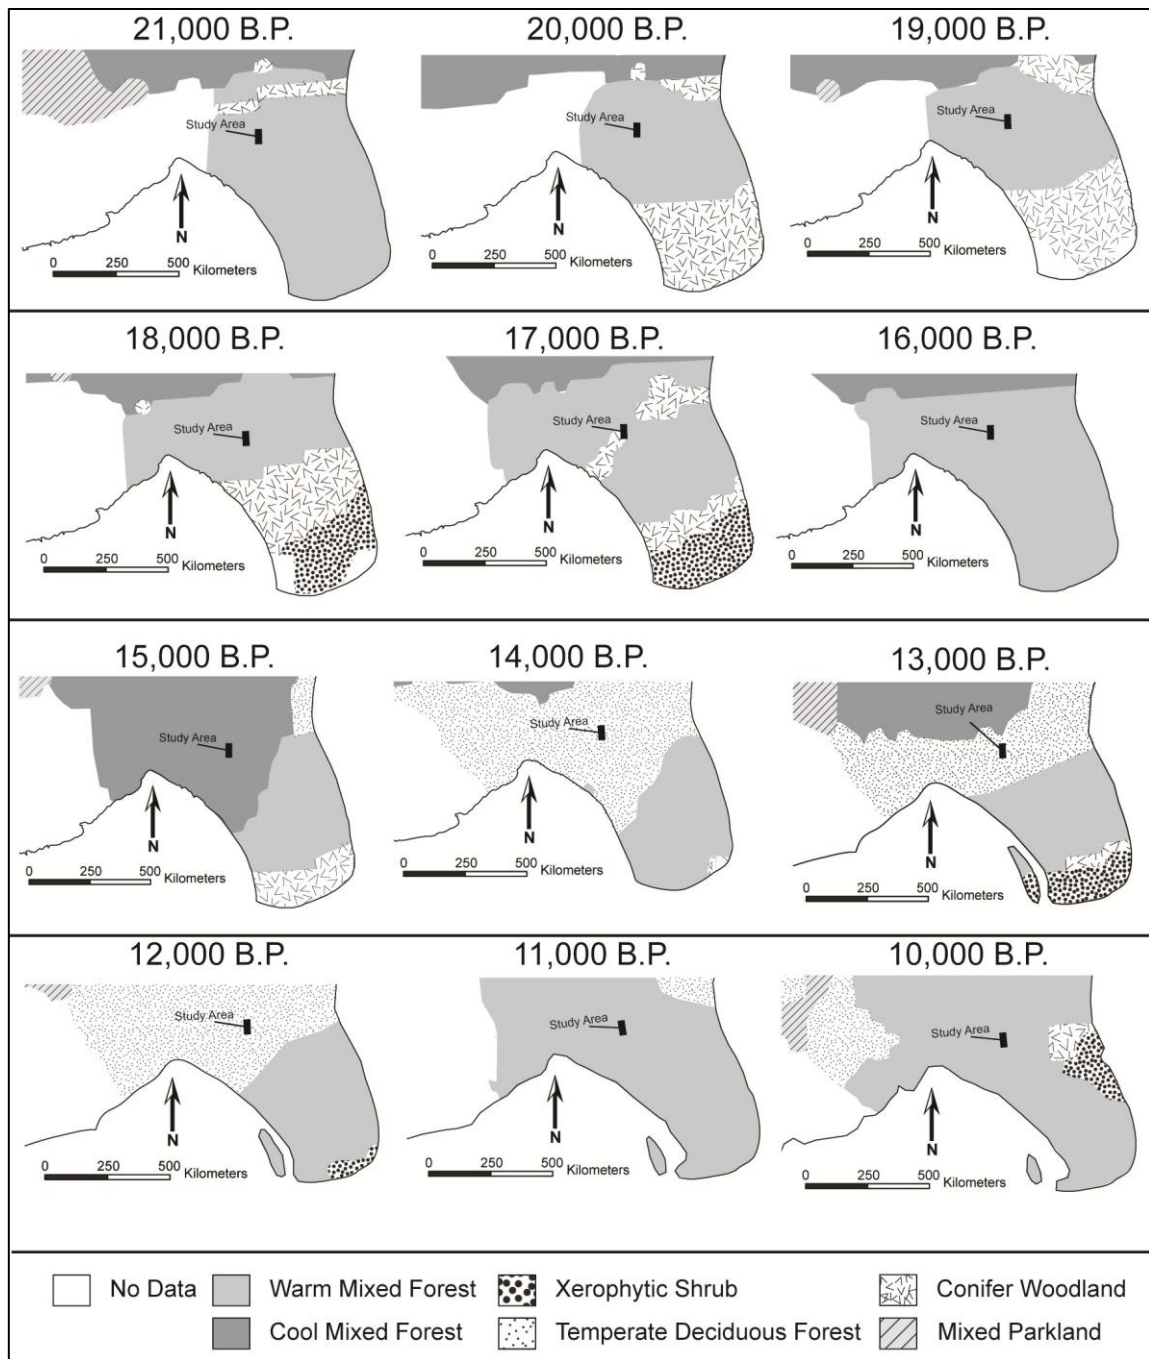 21,000 B.P.
20,000 B.P.
19,000 B.P.
Study Area
Study Area
Study Area
N
N
N
0 250 500 Kilometers
0 250 500 Kilometers
0 250 500 Kilometers
18,000 B.P.
17,000 B.P.
16,000 B.P.
Study Area
Study Area
Study Area
N
N
N
0 250 500 Kilometers
0 250 500 Kilometers
0 250 500 Kilometers
15,000 B.P.
14,000 B.P.
13,000 B.P.
Study Area
Study Area
Study Area
N
N
N
0 250 500 Kilometers
0 250 500 Kilometers
0 250 500 Kilometers
12,000 B.P.
11,000 B.P.
10,000 B.P.
Study Area
Study Area
Study Area
N
N
N
0 250 500 Kilometers
0 250 500 Kilometers
0 250 500 Kilometers
No Data
Warm Mixed Forest
Xerophytic Shrub
Conifer Woodland
Cool Mixed Forest
Temperate Deciduous Forest
Mixed Parkland